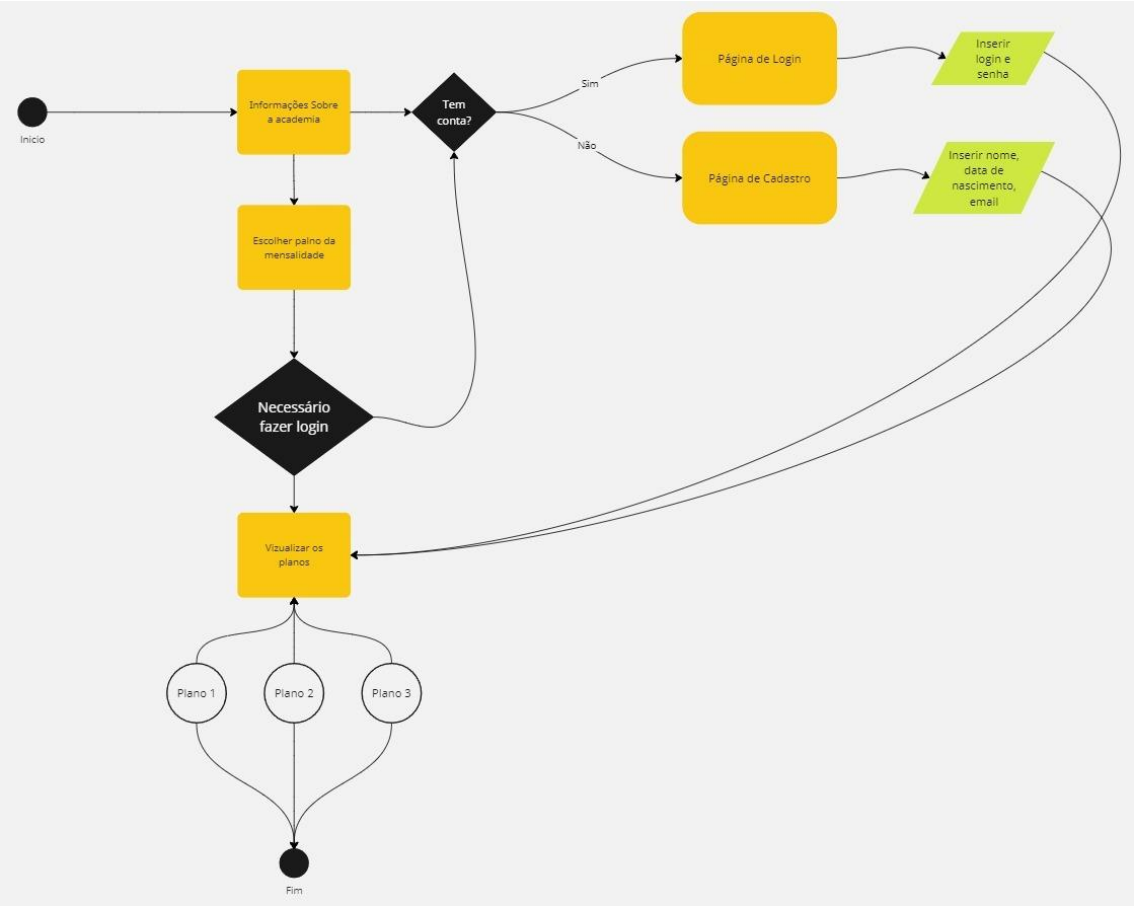 Inicio
Informações Sobre
a academia
Tem
conta?
Sim
Não
Página de Login
Inserir
login e
senha
Página de Cadastro
Inserir nome,
data de
nascimento,
email
Escolher palno da
mensalidade
Necessário
fazer login
Vizualizar os
planos
Plano 1
Plano 2
Plano 3
Fim